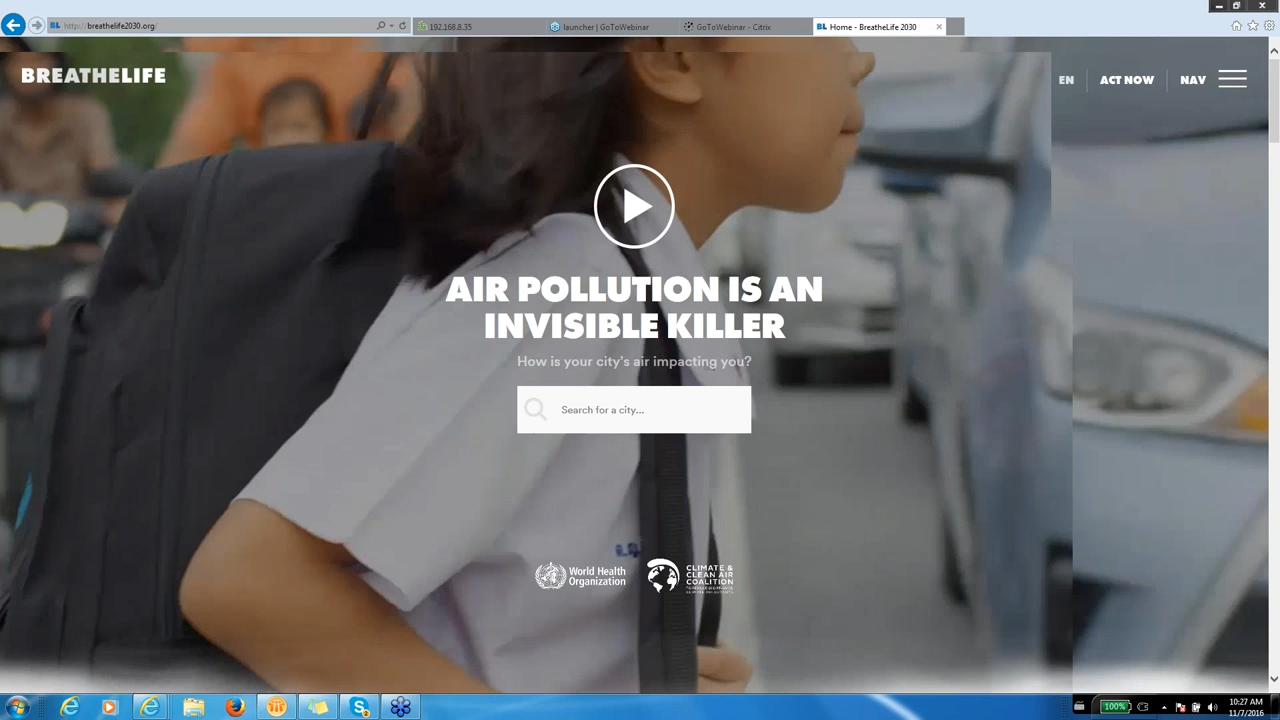 http://breathelife2030.org/
192.168.8.35
launcher | GoToWebinar
GoToWebinar - Citrix
BL Home - BreatheLife 2030
BREATHELIFE
EN
ACT NOW
NAV
AIR POLLUTION IS AN
INVISIBLE KILLER
How is your city's air impacting you?
Search for a city...
World Health
Organization
CLIMATE &
CLEAN AIR
COALITION
100%
10:27 AM
11/7/2016